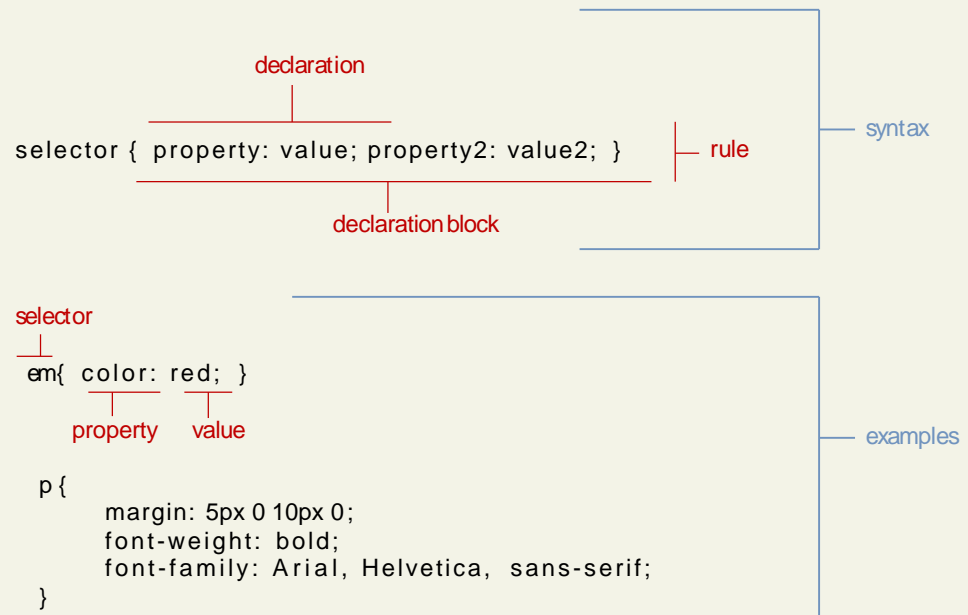 declaration
syntax
selector { property: value; property2: value2; }
rule
declaration block
selector
em{ color: red; }
property value
examples
p {
margin: 5px 0 10px 0;
font-weight: bold;
font-family: Arial, Helvetica, sans-serif;
}